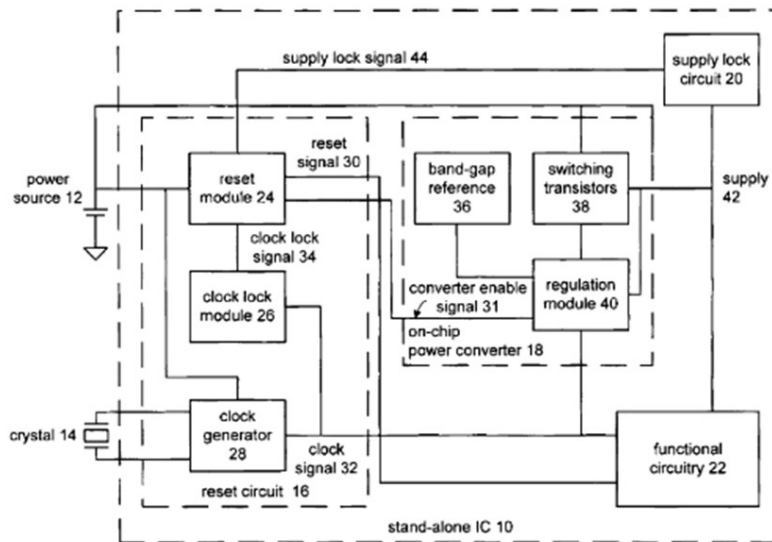 supply lock signal 44
supply lock
circuit 20
reset
signal 30
power
source 12
reset
module 24
band-gap
reference
36
switching
transistors
38
supply
42
clock lock
signal 34
clock lock
module 26
converter enable
signal 31
regulation
module 40
on-chip
power converter 18
crystal 14
clock
generator
28
clock
signal 32
functional
circuitry 22
reset circuit 16
stand-alone IC 10